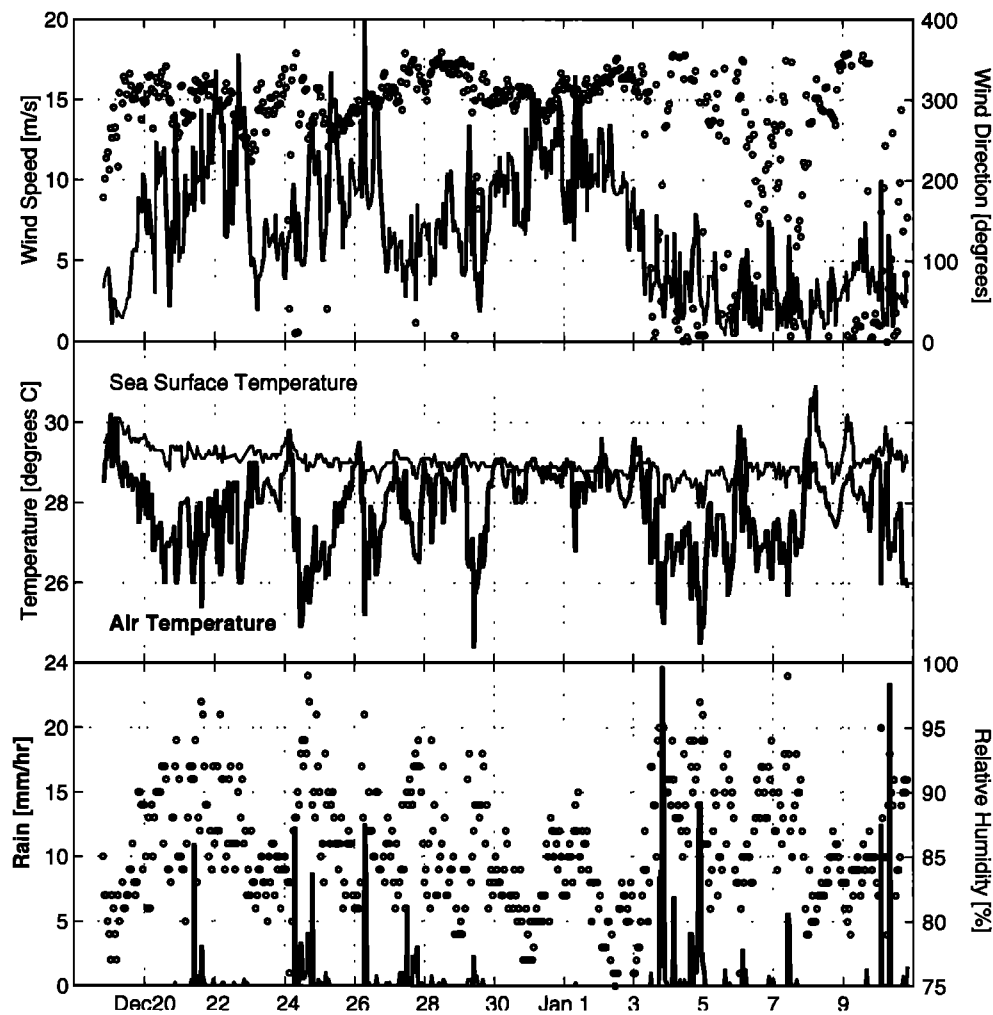 20 400
Wind Speed [m/s]
15 300
10 200
5 100
0 0
Wind Direction [degrees]
Sea Surface Temperature
30
28
26
24
Temperature [degrees C]
Air Temperature
100
20 95
15 90
10 85
5 80
0 75
Rain [mm/hr]
Relative Humidity [%]
Dec20 22 24 26 28 30 Jan 1 3 5 7 9